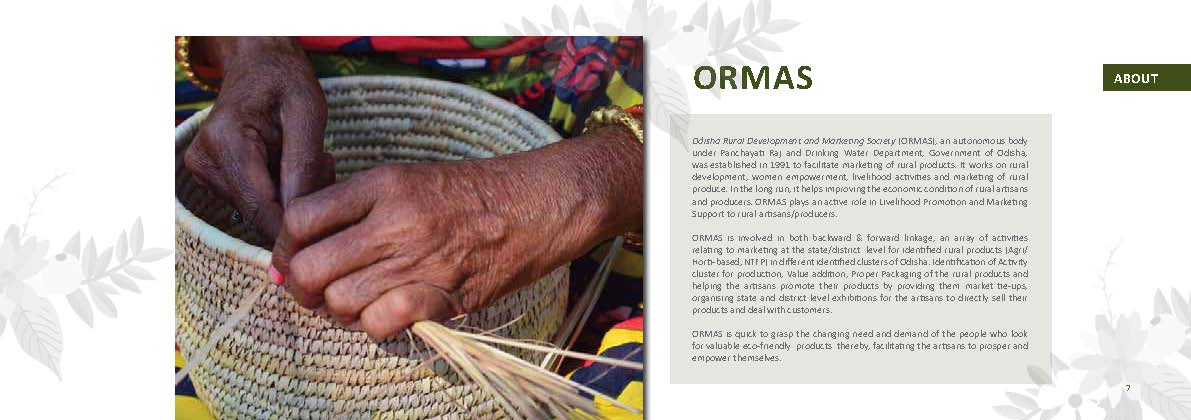 ORMAS
ABOUT
Odisha Rural Development and Marketing Society (ORMAS), an autonomous body
under Panchayati Raj and Drinking Water Department, Government of Odisha,
was established in 1991 to facilitate marketing of rural products. It works on rural
development, women empowerment, livelihood activities and marketing of rural
produce. In the long run, it helps improving the economic condition of rural artisans
and producers. ORMAS plays an active role in Livelihood Promotion and Marketing
Support to rural artisans/producers.
ORMAS is involved in both backward & forward linkage, an array of activities
relating to marketing at the state/district level for identified rural products (Agri/
Horti-based, NTFP) in different identified clusters of Odisha. Identification of Activity
cluster for production, Value addition, Proper Packaging of the rural products and
helping the artisans promote their products by providing them market tie-ups,
organising state and district level exhibitions for the artisans to directly sell their
products and deal with customers.
ORMAS is quick to grasp the changing need and demand of the people who look
for valuable eco-friendly products thereby, facilitating the artisans to prosper and
empower themselves.
7